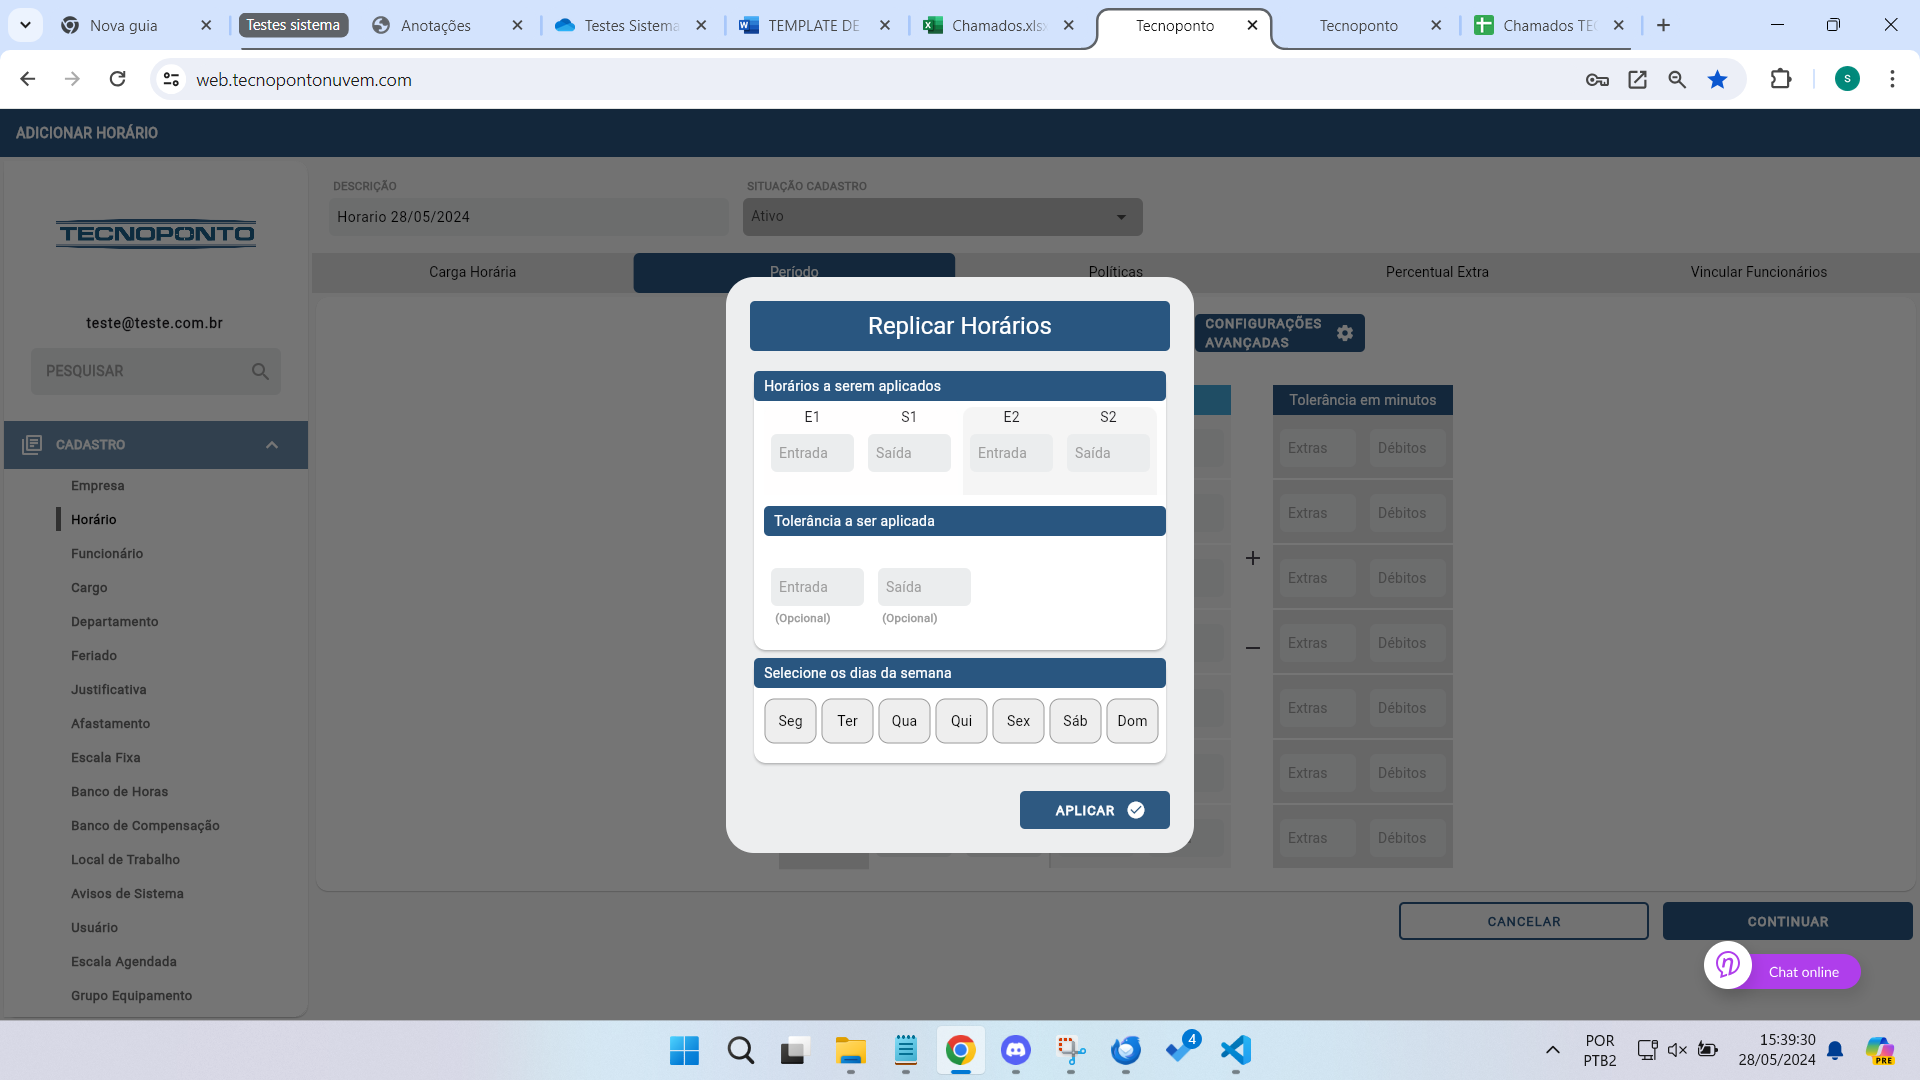 Nova guia
Testes sistema
Anotações
Testes Sistema
TEMPLATE DE
Chamados.xlsx
Tecnoponto
Tecnoponto
Chamados TEC
web.tecnopontonuvem.com
S
ADICIONAR HORÁRIO
TECNOPONTO
teste@teste.com.br
PESQUISAR
CADASTRO
Empresa
Horário
Funcionário
Cargo
Departamento
Feriado
Justificativa
Afastamento
Escala Fixa
Banco de Horas
Banco de Compensação
Local de Trabalho
Avisos de Sistema
Usuário
Escala Agendada
Grupo Equipamento
DESCRIÇÃO
SITUAÇÃO CADASTRO
Horario 28/05/2024
Ativo
Carga Horária
Período
Políticas
Percentual Extra
Vincular Funcionários
CONFIGURAÇÕES
AVANÇADAS
Replicar Horários
Horários a serem aplicados
E1 S1 E2 S2
Entrada Saída Entrada Saída
Tolerância a ser aplicada
Entrada Saída
(Opcional) (Opcional)
Selecione os dias da semana
Seg Ter Qua Qui Sex Sáb Dom
APLICAR
Tolerância em minutos
Extras Débitos
Extras Débitos
Extras Débitos
Extras Débitos
Extras Débitos
Extras Débitos
Extras Débitos
+
−
CANCELAR
CONTINUAR
Chat online
4
POR
PTB2
15:39:30
28/05/2024
PRE